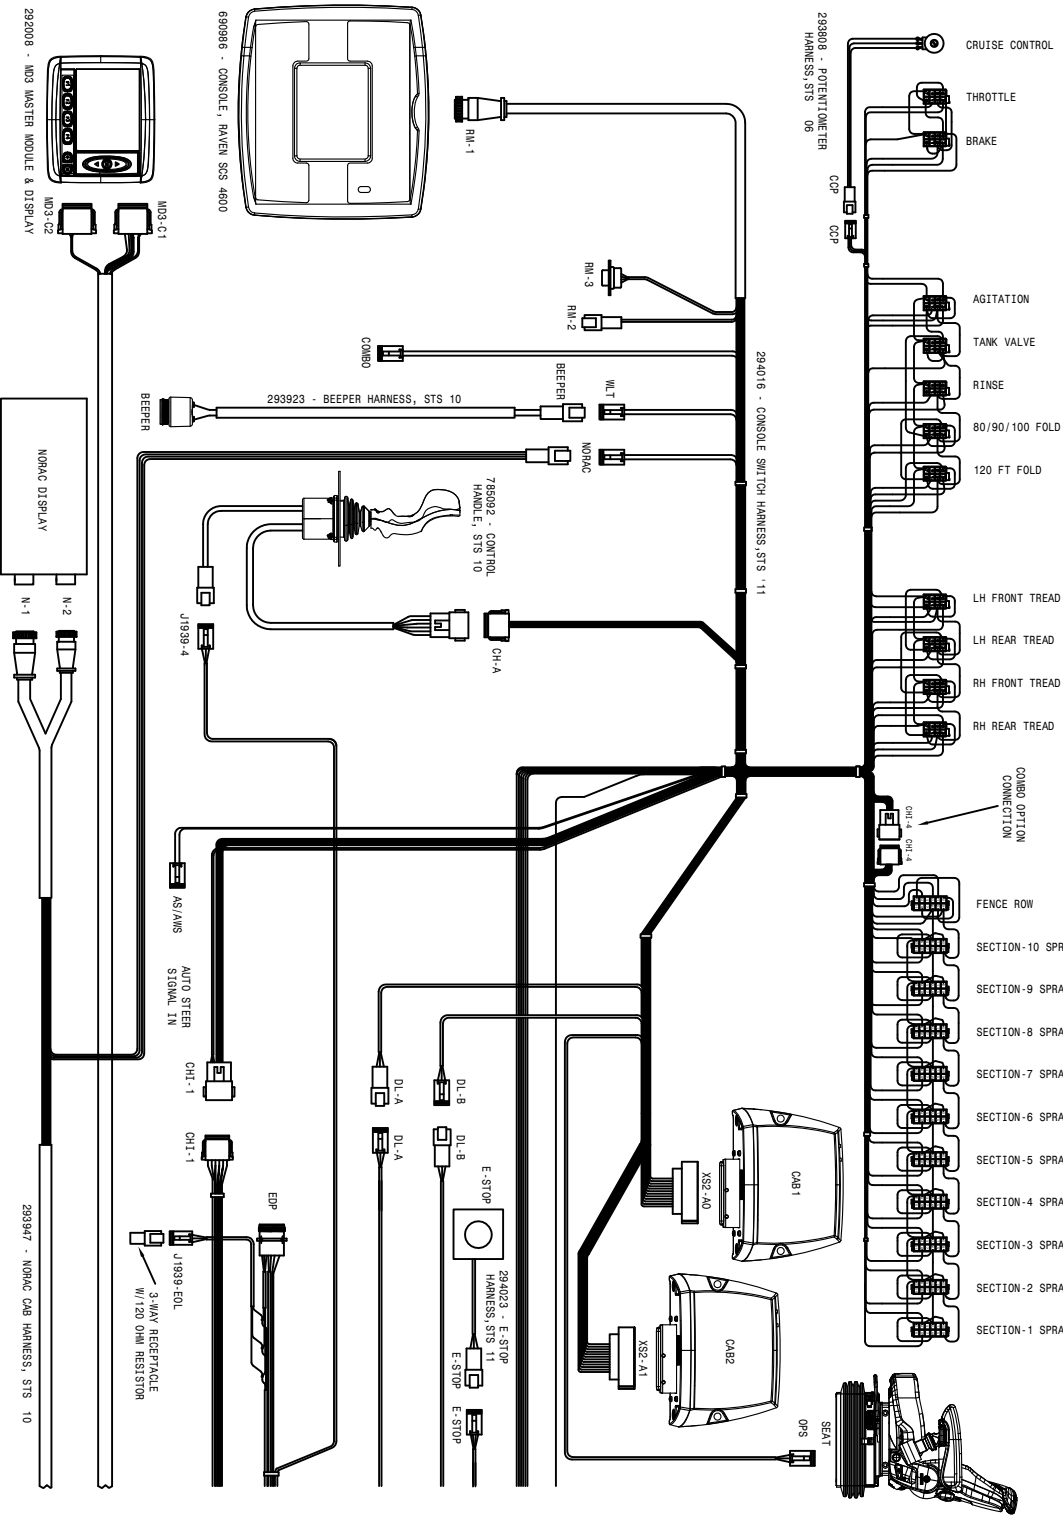 CRUISE CONTROL
THROTTLE
BRAKE
AGITATION
TANK VALVE
RINSE
80/90/100 FOLD
120 FT FOLD
LH FRONT TREAD
LH REAR TREAD
RH FRONT TREAD
RH REAR TREAD
FENCE ROW
SECTION-10 SPRA
SECTION-9 SPRA
SECTION-8 SPRA
SECTION-7 SPRA
SECTION-6 SPRA
SECTION-5 SPRA
SECTION-4 SPRA
SECTION-3 SPRA
SECTION-2 SPRA
SECTION-1 SPRA
COMBO OPTION
CONNECTION
CHI-4
CHI-4
293808 - POTENTIOMETER
HARNESS,STS 06
CCP
CCP
SEAT
OPS
294016 - CONSOLE SWITCH HARNESS,STS '11
CAB1
XS2-A0
CAB2
XS2-A1
RM-1
RM-3
RM-2
COMBO
WLT
BEEPER
293923 - BEEPER HARNESS, STS 10
BEEPER
NORAC
785092 - CONTROL
HANDLE, STS 10
CH-A
J1939-4
690986 - CONSOLE, RAVEN SCS 4600
292008 - MD3 MASTER MODULE & DISPLAY
MD3-C1
MD3-C2
NORAC DISPLAY
N-1
N-2
AS/AWS
AUTO STEER
SIGNAL IN
CHI-1
CHI-1
DL-A
DL-A
DL-B
DL-B
E-STOP
294023 - E-STOP
HARNESS,STS 11
E-STOP
E-STOP
EDP
J1939-EOL
3-WAY RECEPTACLE
W/120 OHM RESISTOR
293947 - NORAC CAB HARNESS, STS 10